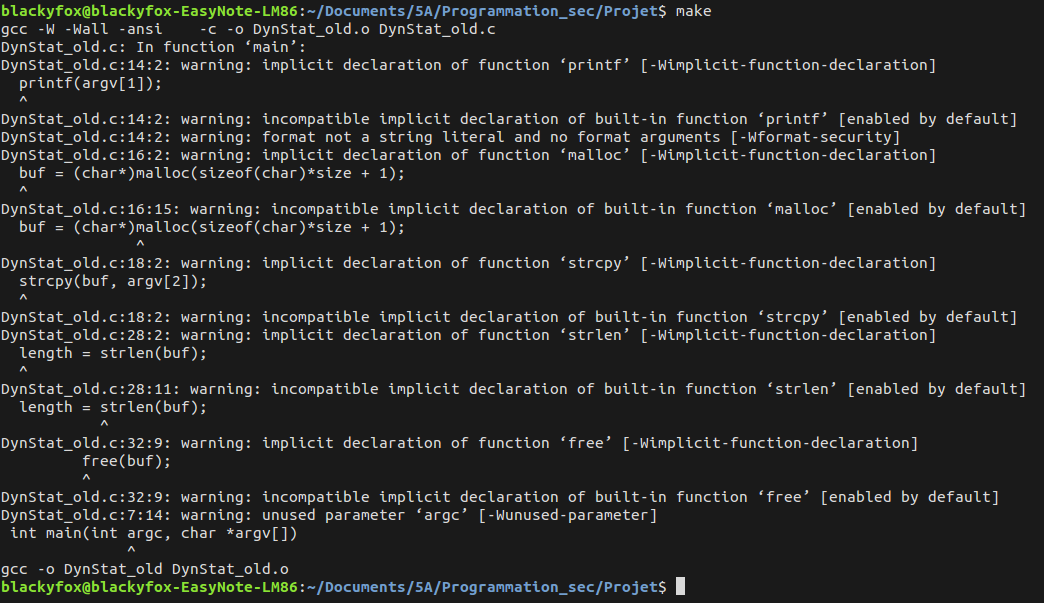 blackyfox@blackyfox-EasyNote-LM86:~/Documents/5A/Programmation_sec/Projet$ make
gcc -W -Wall -ansi    -c -o DynStat_old.o DynStat_old.c
DynStat_old.c: In function ‘main’:
DynStat_old.c:14:2: warning: implicit declaration of function ‘printf’ [-Wimplicit-function-declaration]
  printf(argv[1]);
  ^
DynStat_old.c:14:2: warning: incompatible implicit declaration of built-in function ‘printf’ [enabled by default]
DynStat_old.c:14:2: warning: format not a string literal and no format arguments [-Wformat-security]
DynStat_old.c:16:2: warning: implicit declaration of function ‘malloc’ [-Wimplicit-function-declaration]
  buf = (char*)malloc(sizeof(char)*size + 1);
  ^
DynStat_old.c:16:15: warning: incompatible implicit declaration of built-in function ‘malloc’ [enabled by default]
  buf = (char*)malloc(sizeof(char)*size + 1);
               ^
DynStat_old.c:18:2: warning: implicit declaration of function ‘strcpy’ [-Wimplicit-function-declaration]
  strcpy(buf, argv[2]);
  ^
DynStat_old.c:18:2: warning: incompatible implicit declaration of built-in function ‘strcpy’ [enabled by default]
DynStat_old.c:28:2: warning: implicit declaration of function ‘strlen’ [-Wimplicit-function-declaration]
  length = strlen(buf);
  ^
DynStat_old.c:28:11: warning: incompatible implicit declaration of built-in function ‘strlen’ [enabled by default]
  length = strlen(buf);
           ^
DynStat_old.c:32:9: warning: implicit declaration of function ‘free’ [-Wimplicit-function-declaration]
         free(buf);
         ^
DynStat_old.c:32:9: warning: incompatible implicit declaration of built-in function ‘free’ [enabled by default]
DynStat_old.c:7:14: warning: unused parameter ‘argc’ [-Wunused-parameter]
 int main(int argc, char *argv[])
              ^
gcc -o DynStat_old DynStat_old.o
blackyfox@blackyfox-EasyNote-LM86:~/Documents/5A/Programmation_sec/Projet$